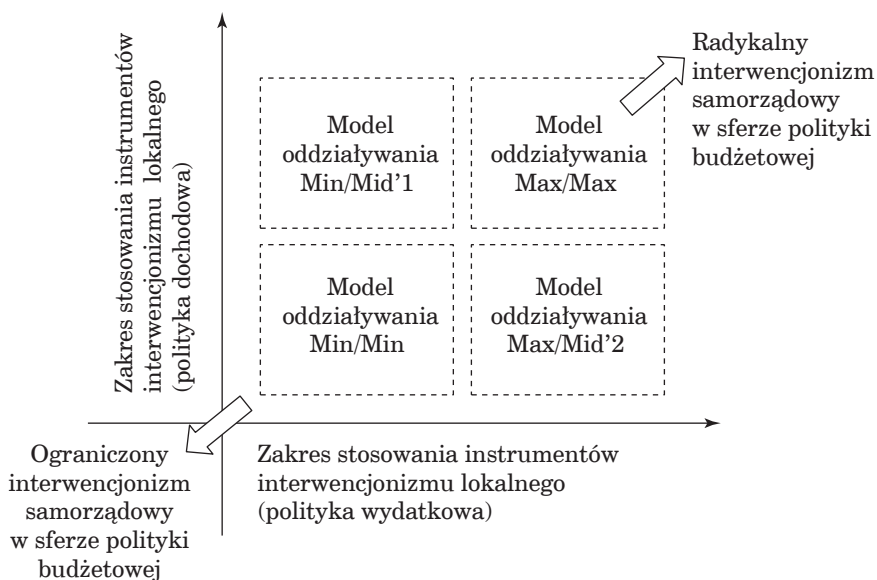 Zakres stosowania instrumentów
interwencjonizmu lokalnego
(polityka dochodowa)
Model
oddziaływania
Min/Mid’1
Model
oddziaływania
Max/Max
Radykalny
interwencjonizm
samorządowy
w sferze polityki
budżetowej
Model
oddziaływania
Min/Min
Model
oddziaływania
Max/Mid’2
Ograniczony
interwencjonizm
samorządowy
w sferze polityki
budżetowej
Zakres stosowania instrumentów
interwencjonizmu lokalnego
(polityka wydatkowa)